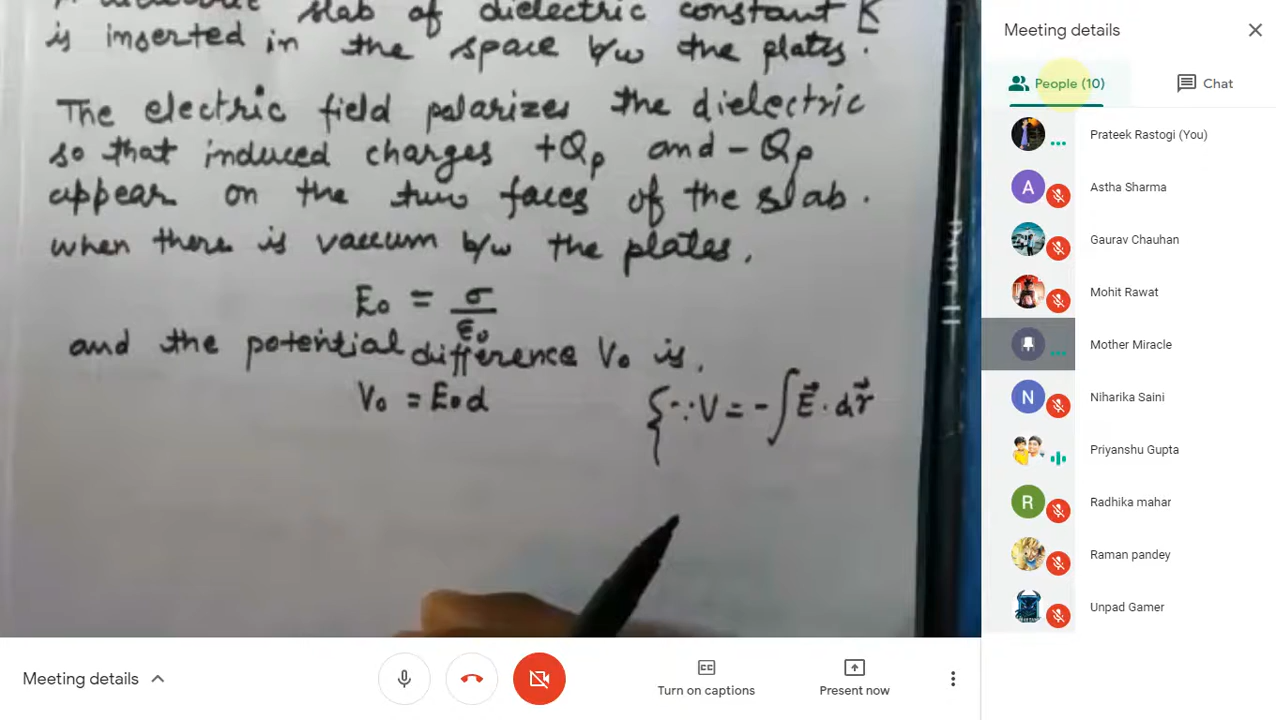 slab of dielectric constant K
is inserted in the space b/w the plates.
The electric field polarizes the dielectric
so that induced charges +Qp and - Qp
appear on the two faces of the slab.
when there is vaccum b/w the plates,
E₀ = σ/ε₀
and the potential difference V₀ is,
V₀ = E₀d
{∵ V = -∫E⃗·dr⃗
Meeting details
People (10)
Chat
Prateek Rastogi (You)
Astha Sharma
A
Gaurav Chauhan
Mohit Rawat
Mother Miracle
Niharika Saini
N
Priyanshu Gupta
Radhika mahar
R
Raman pandey
Unpad Gamer
Meeting details
CC
Turn on captions
Present now